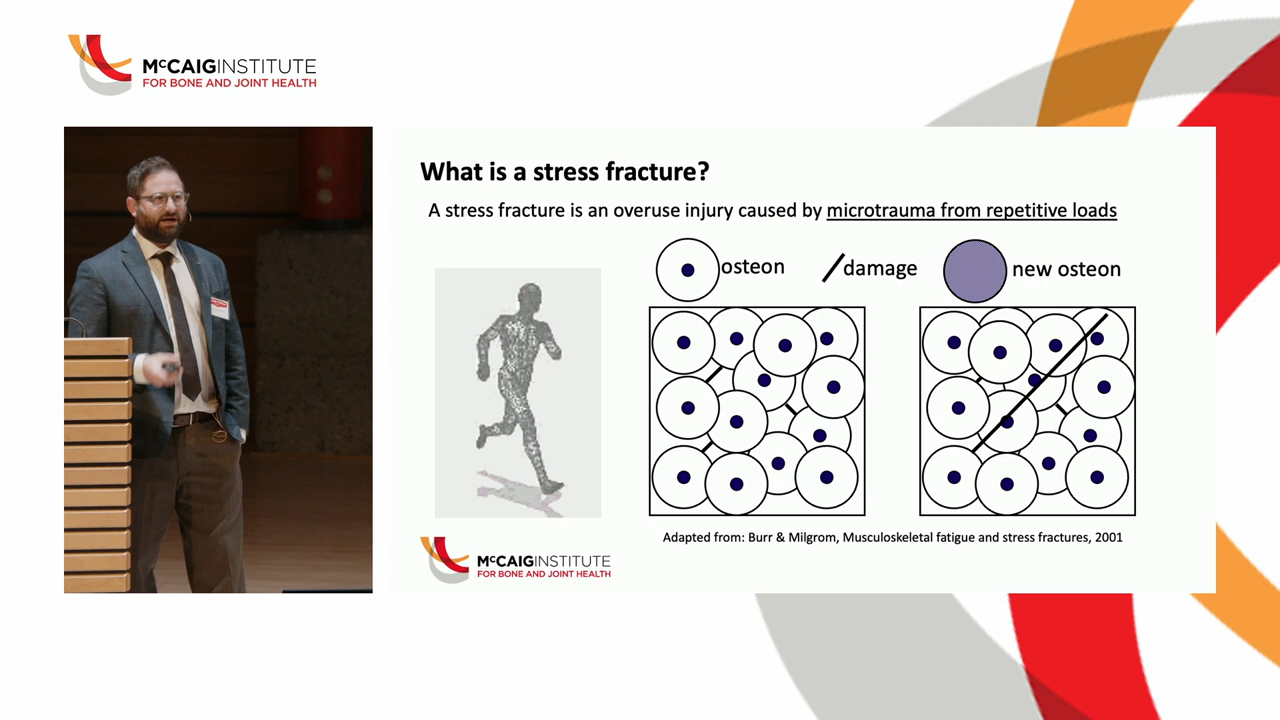 McCAIGINSTITUTE
FOR BONE AND JOINT HEALTH
What is a stress fracture?
A stress fracture is an overuse injury caused by microtrauma from repetitive loads
osteon
damage
new osteon
Adapted from: Burr & Milgrom, Musculoskeletal fatigue and stress fractures, 2001
McCAIGINSTITUTE
FOR BONE AND JOINT HEALTH